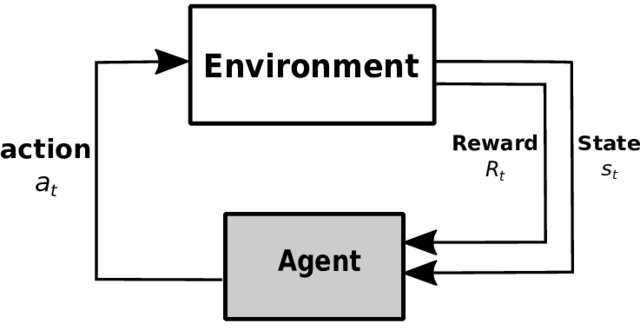 Environment
action
a_t
Reward
R_t
State
s_t
Agent